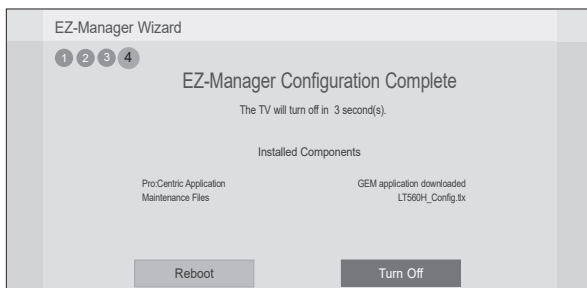 EZ-Manager Wizard
1 2 3 4
EZ-Manager Configuration Complete
The TV will turn off in 3 second(s).
Installed Components
Pro:Centric Application GEM application downloaded
Maintenance Files LT560H_Config.tlx
Reboot Turn Off